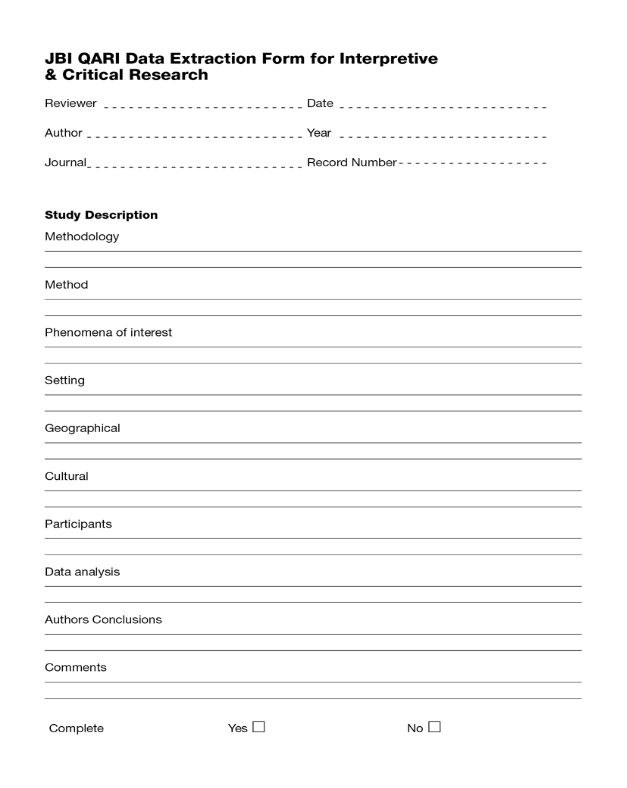 JBI QARI Data Extraction Form for Interpretive
& Critical Research
Reviewer Date
Author Year
Journal Record Number
Study Description
Methodology
Method
Phenomena of interest
Setting
Geographical
Cultural
Participants
Data analysis
Authors Conclusions
Comments
Complete Yes No